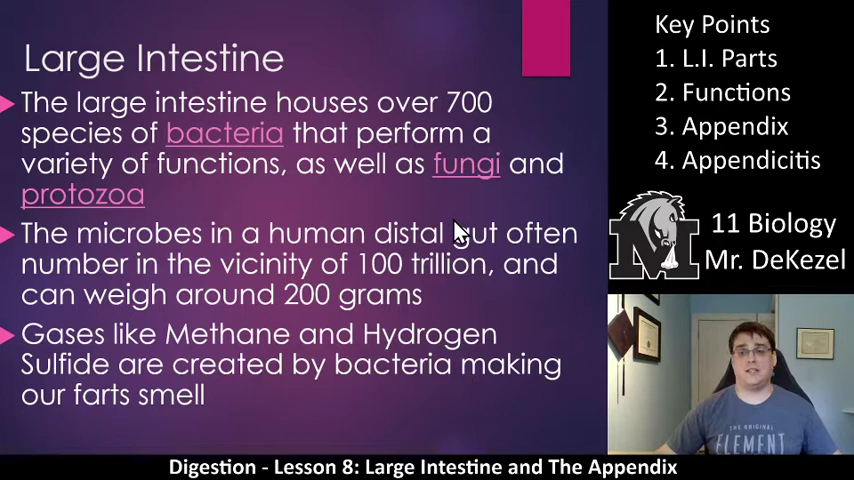 Large Intestine
The large intestine houses over 700
species of bacteria that perform a
variety of functions, as well as fungi and
protozoa
The microbes in a human distal gut often
number in the vicinity of 100 trillion, and
can weigh around 200 grams
Gases like Methane and Hydrogen
Sulfide are created by bacteria making
our farts smell
Key Points
1. L.I. Parts
2. Functions
3. Appendix
4. Appendicitis
M
11 Biology
Mr. DeKezel
THE ORIGINAL
ELEMENT
Digestion - Lesson 8: Large Intestine and The Appendix